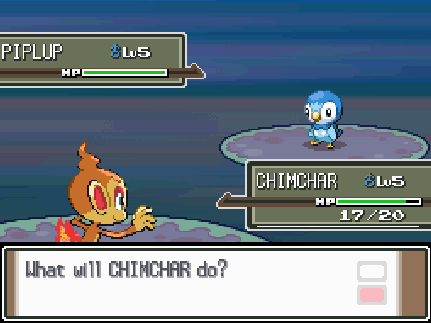 PIPLUP ♂Lv5
HP
CHIMCHAR ♂Lv5
HP
17/20
What will CHIMCHAR do?